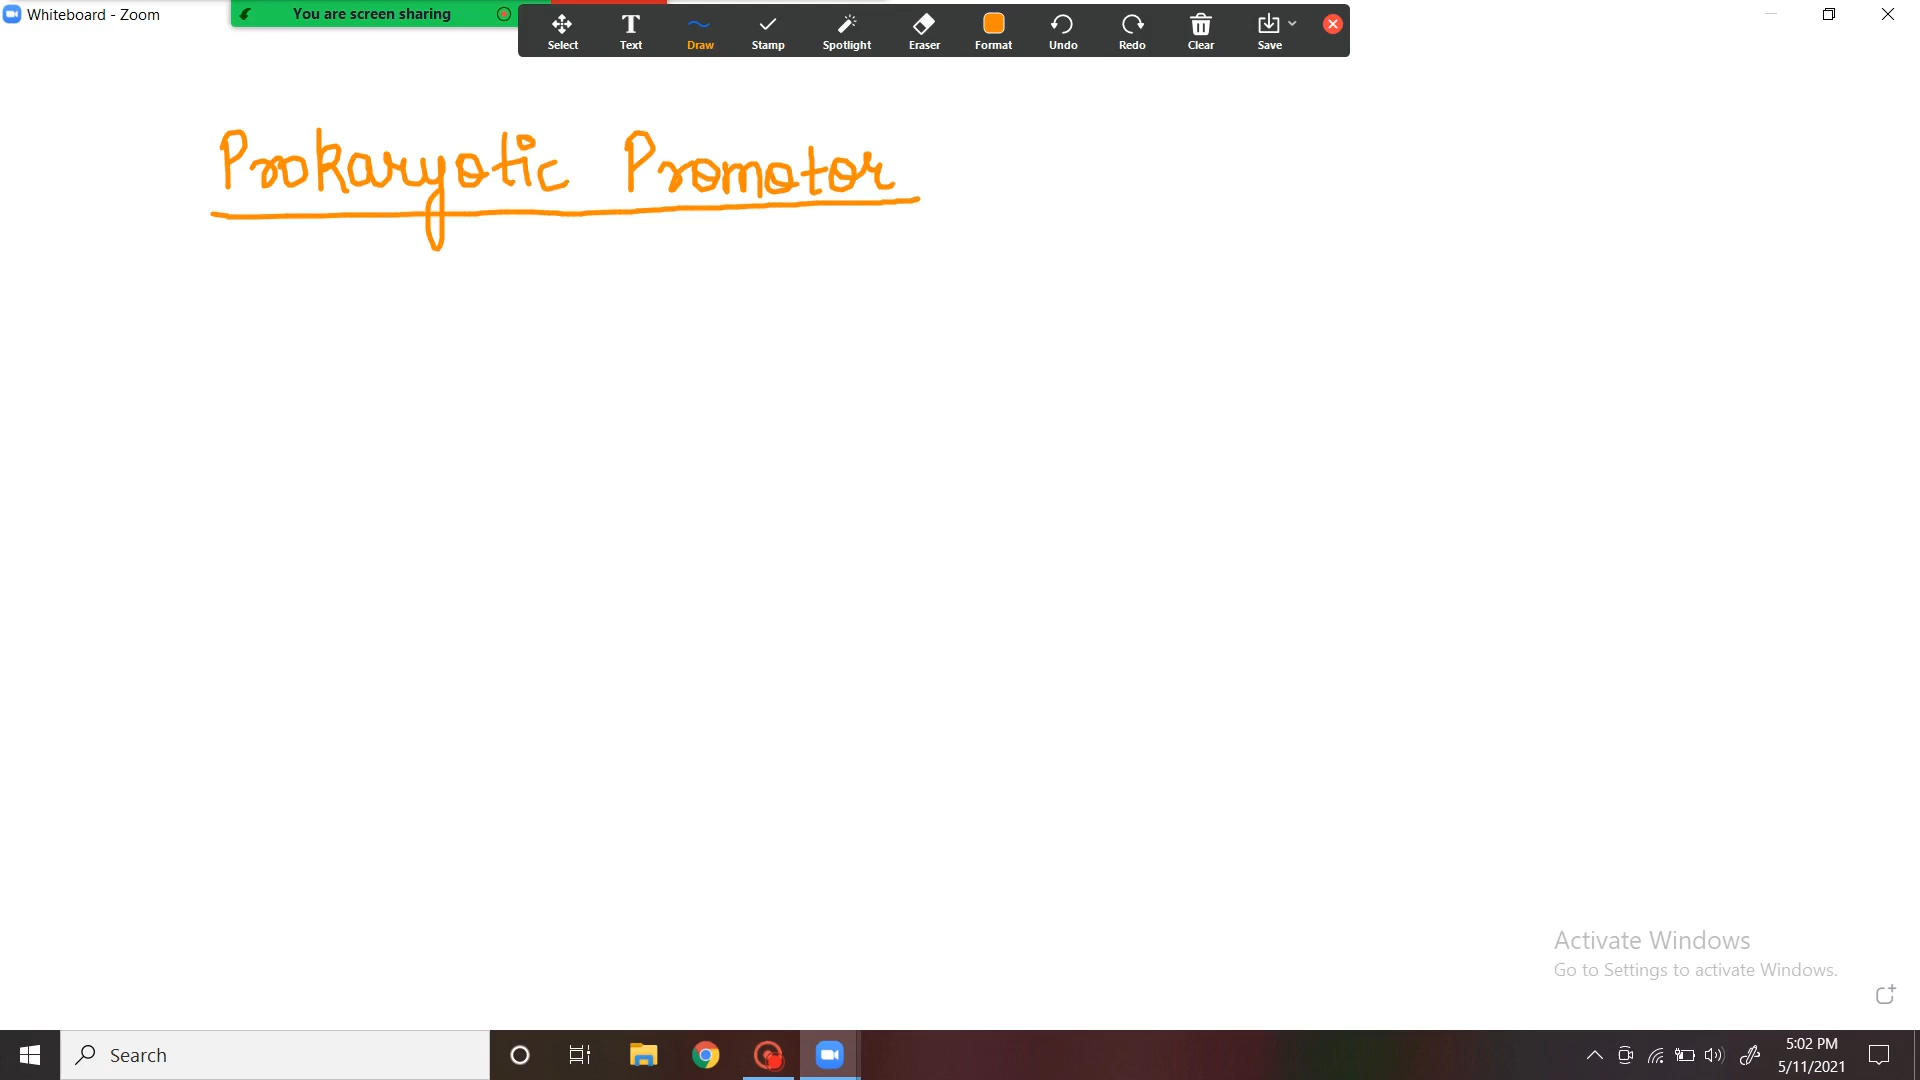 Whiteboard - Zoom
You are screen sharing
Select Text Draw Stamp Spotlight Eraser Format Undo Redo Clear Save
Prokaryotic Promotor
Activate Windows
Go to Settings to activate Windows.
Search
5:02 PM
5/11/2021